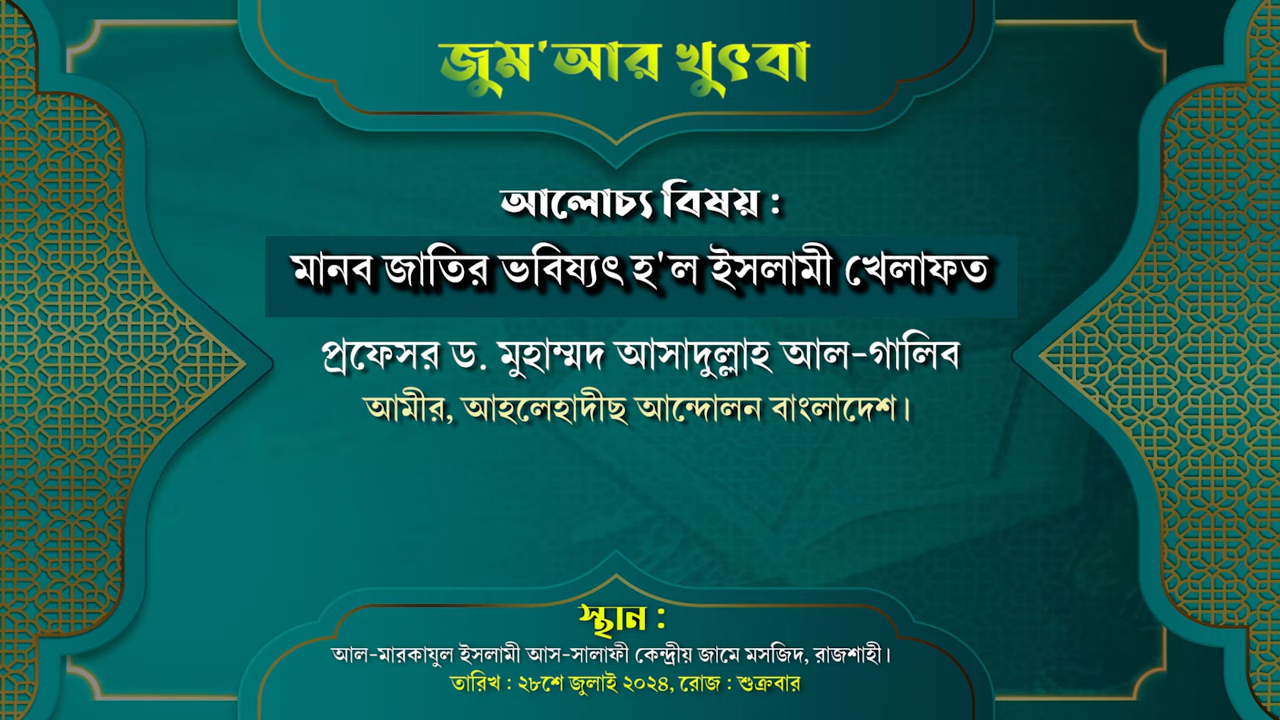 জুম'আর খুৎবা
আলোচ্য বিষয় :
মানব জাতির ভবিষ্যৎ হ'ল ইসলামী খেলাফত
প্রফেসর ড. মুহাম্মদ আসাদুল্লাহ আল-গালিব
আমীর, আহলেহাদীছ আন্দোলন বাংলাদেশ।
স্থান :
আল-মারকাযুল ইসলামী আস-সালাফী কেন্দ্রীয় জামে মসজিদ, রাজশাহী।
তারিখ : ২৮শে জুলাই ২০২৪, রোজ : শুক্রবার